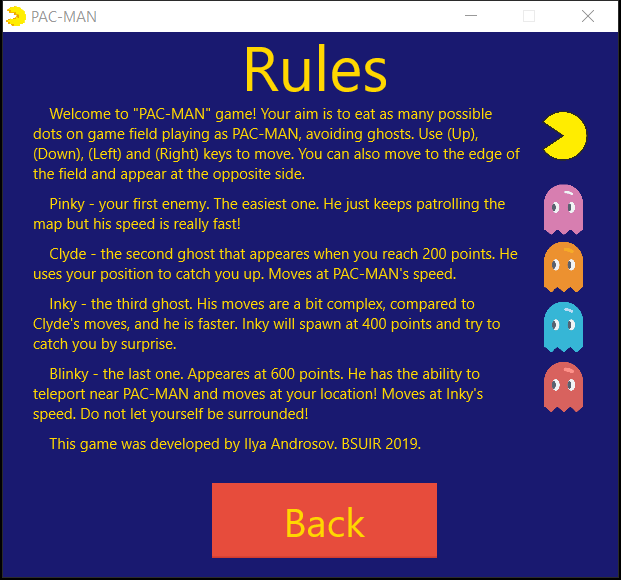 PAC-MAN
Rules
Welcome to "PAC-MAN" game! Your aim is to eat as many possible
dots on game field playing as PAC-MAN, avoiding ghosts. Use (Up),
(Down), (Left) and (Right) keys to move. You can also move to the edge of
the field and appear at the opposite side.
Pinky - your first enemy. The easiest one. He just keeps patrolling the
map but his speed is really fast!
Clyde - the second ghost that appeares when you reach 200 points. He
uses your position to catch you up. Moves at PAC-MAN's speed.
Inky - the third ghost. His moves are a bit complex, compared to
Clyde's moves, and he is faster. Inky will spawn at 400 points and try to
catch you by surprise.
Blinky - the last one. Appeares at 600 points. He has the ability to
teleport near PAC-MAN and moves at your location! Moves at Inky's
speed. Do not let yourself be surrounded!
This game was developed by Ilya Androsov. BSUIR 2019.
Back